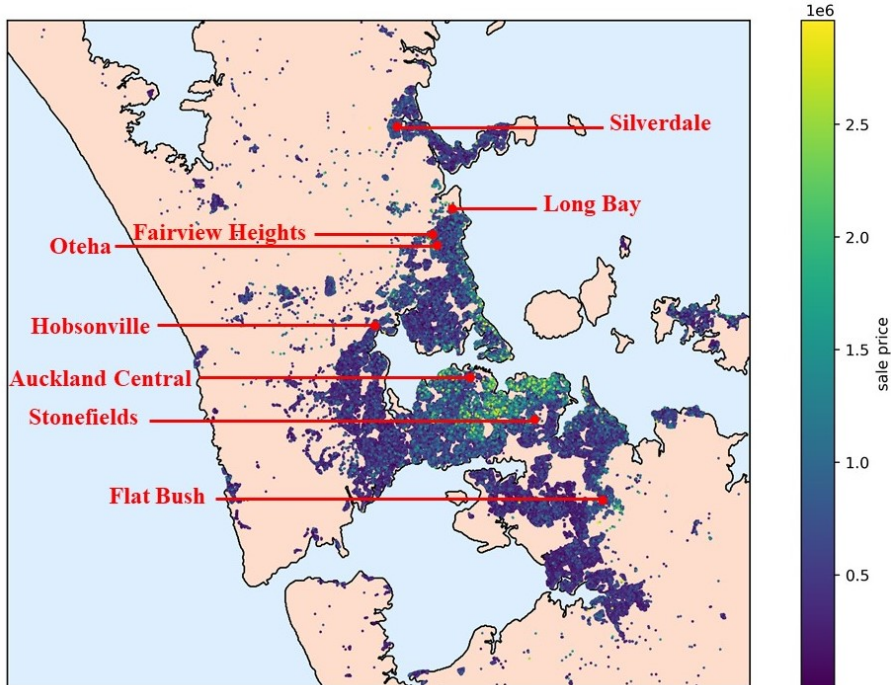 1e6
Silverdale
2.5
Long Bay
Fairview Heights
2.0
Oteha
Hobsonville
1.5
sale price
Auckland Central
Stonefields
1.0
Flat Bush
0.5